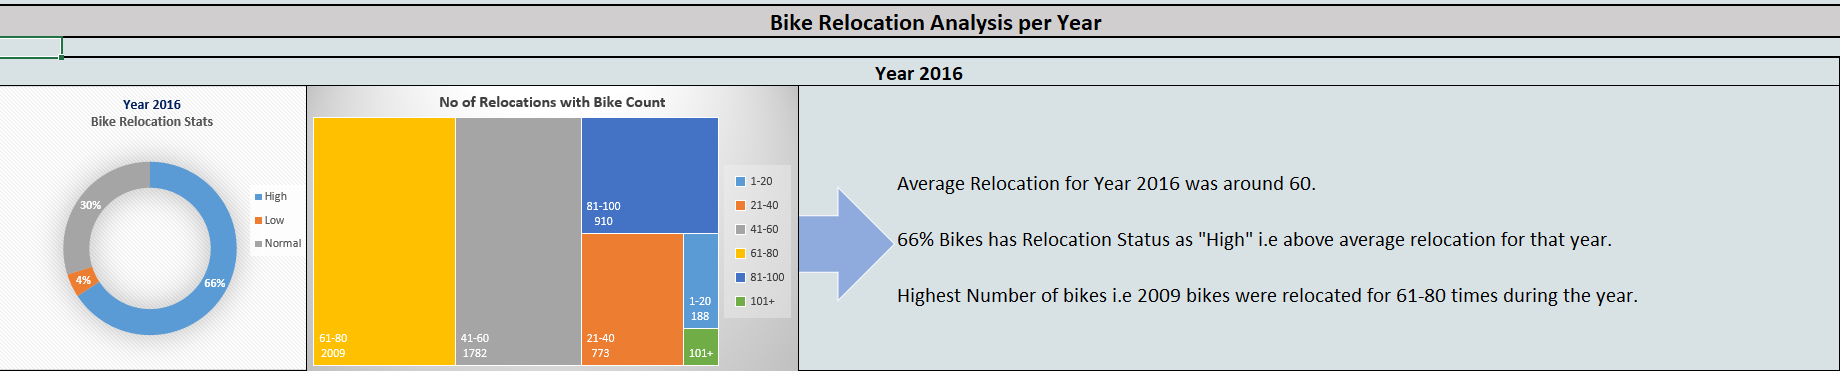 Bike Relocation Analysis per Year
Year 2016
Year 2016
Bike Relocation Stats
30%
4%
66%
High
Low
Normal
No of Relocations with Bike Count
61-80
2009
41-60
1782
81-100
910
21-40
773
1-20
188
101+
1-20
21-40
41-60
61-80
81-100
101+
Average Relocation for Year 2016 was around 60.
66% Bikes has Relocation Status as "High" i.e above average relocation for that year.
Highest Number of bikes i.e 2009 bikes were relocated for 61-80 times during the year.